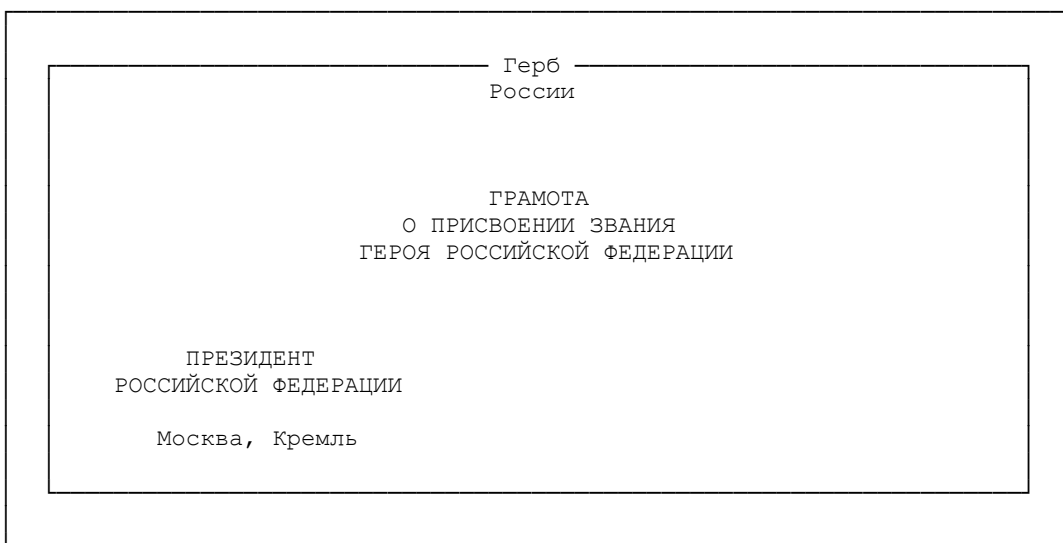 Герб
России
ГРАМОТА
О ПРИСВОЕНИИ ЗВАНИЯ
ГЕРОЯ РОССИЙСКОЙ ФЕДЕРАЦИИ
ПРЕЗИДЕНТ
РОССИЙСКОЙ ФЕДЕРАЦИИ
Москва, Кремль